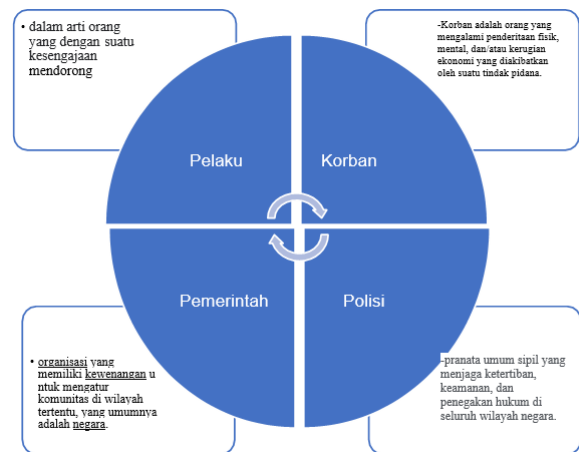 • dalam arti orang
yang dengan suatu
kesengajaan
mendorong
-Korban adalah orang yang
mengalami penderitaan fisik,
mental, dan/atau kerugian
ekonomi yang diakibatkan
oleh suatu tindak pidana.
Pelaku
Korban
Pemerintah
Polisi
• organisasi yang
memiliki kewenangan u
ntuk mengatur
komunitas di wilayah
tertentu, yang umumnya
adalah negara.
-pranata umum sipil yang
menjaga ketertiban,
keamanan, dan
penegakan hukum di
seluruh wilayah negara.